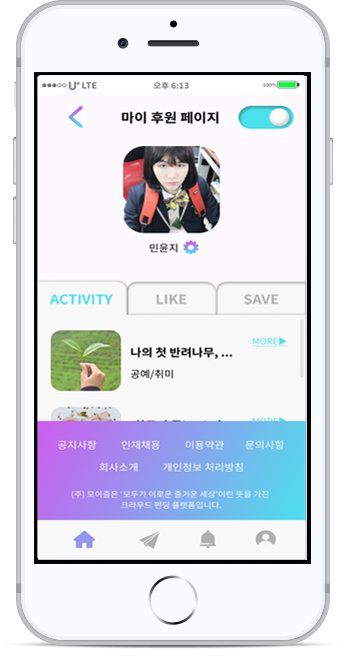 U+ LTE
오후 6:13
100%
마이 후원 페이지
민윤지
ACTIVITY
LIKE
SAVE
나의 첫 반려나무, ...
MORE▶
공예/취미
MORE▶
공지사항 인재채용 이용약관 문의사항
회사소개 개인정보 처리방침
(주) 모이즐은 '모두가 이로운 즐거운 세상'이란 뜻을 가진
크라우드 펀딩 플랫폼입니다.